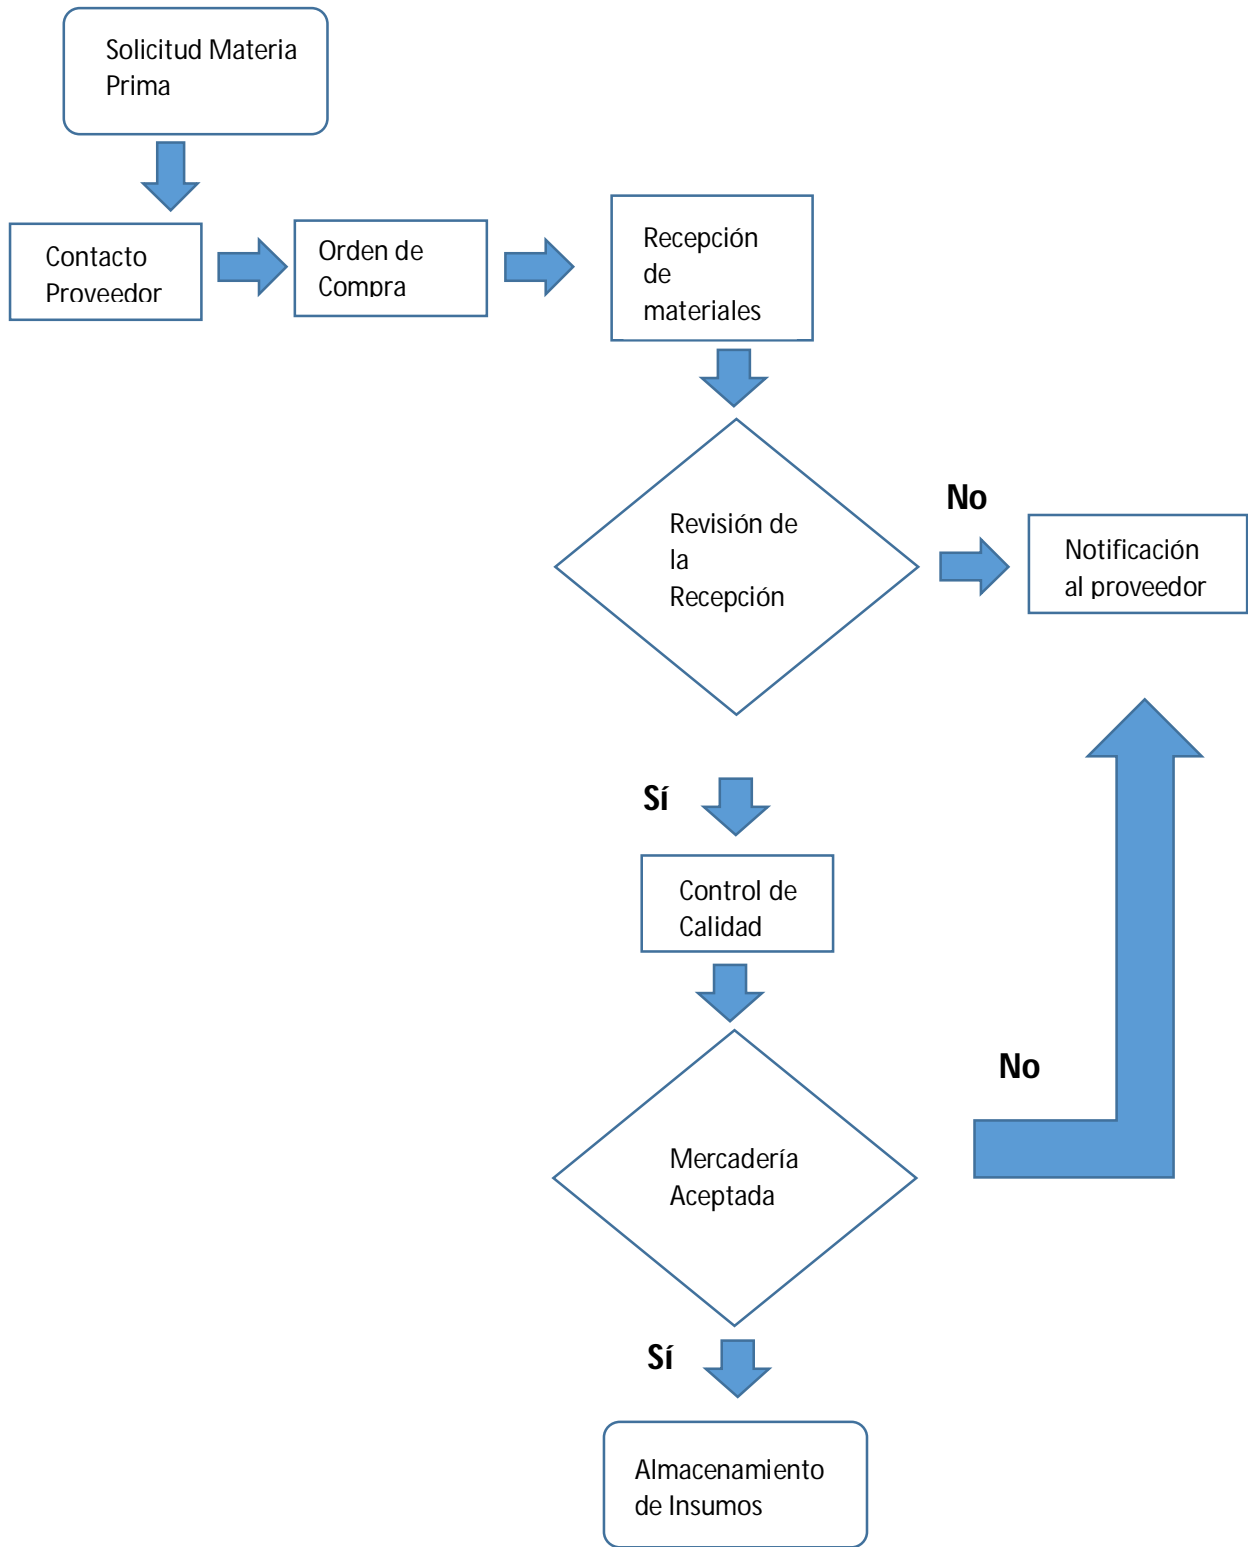 Solicitud Materia
Prima
Contacto
Proveedor
Orden de
Compra
Recepción
de
materiales
Revisión de
la
Recepción
No
Notificación
al proveedor
Sí
Control de
Calidad
Mercadería
Aceptada
No
Sí
Almacenamiento
de Insumos